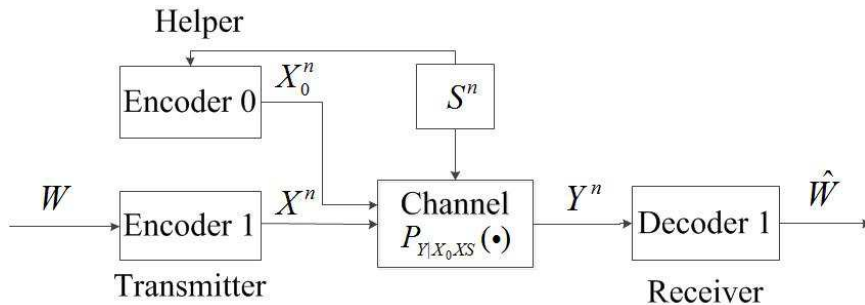 Helper
Encoder 0
X_0^n
S^n
W
Encoder 1
X^n
Channel
P_{Y|X_0XS}(•)
Y^n
Decoder 1
Ŵ
Transmitter
Receiver